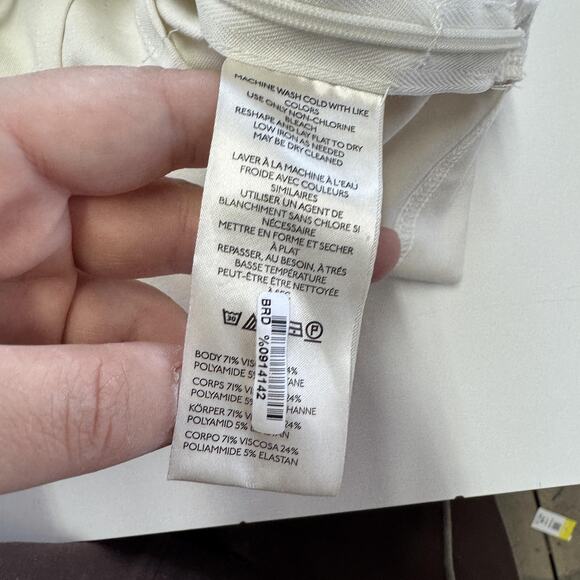 MACHINE WASH COLD WITH LIKE
COLORS
USE ONLY NON-CHLORINE
BLEACH
RESHAPE AND LAY FLAT TO DRY
LOW IRON AS NEEDED
MAY BE DRY CLEANED
LAVER À LA MACHINE À L'EAU
FROIDE AVEC COULEURS
SIMILAIRES
UTILISER UN AGENT DE
BLANCHIMENT SANS CHLORE SI
NÉCESSAIRE
METTRE EN FORME ET SECHER
À PLAT
REPASSER, AU BESOIN, À TRÈS
BASSE TEMPÉRATURE
PEUT-ÊTRE ÊTRE NETTOYÉE
30 P
BRD %0914142
BODY 71% 24%
POLYAMIDE 5%
CORPS 71% 24%
POLYAMIDE 5%
KÖRPER 71% 24%
POLYAMID 5% ELASTAN
CORPO 71% VISCOSA 24%
POLIAMMIDE 5% ELASTAN